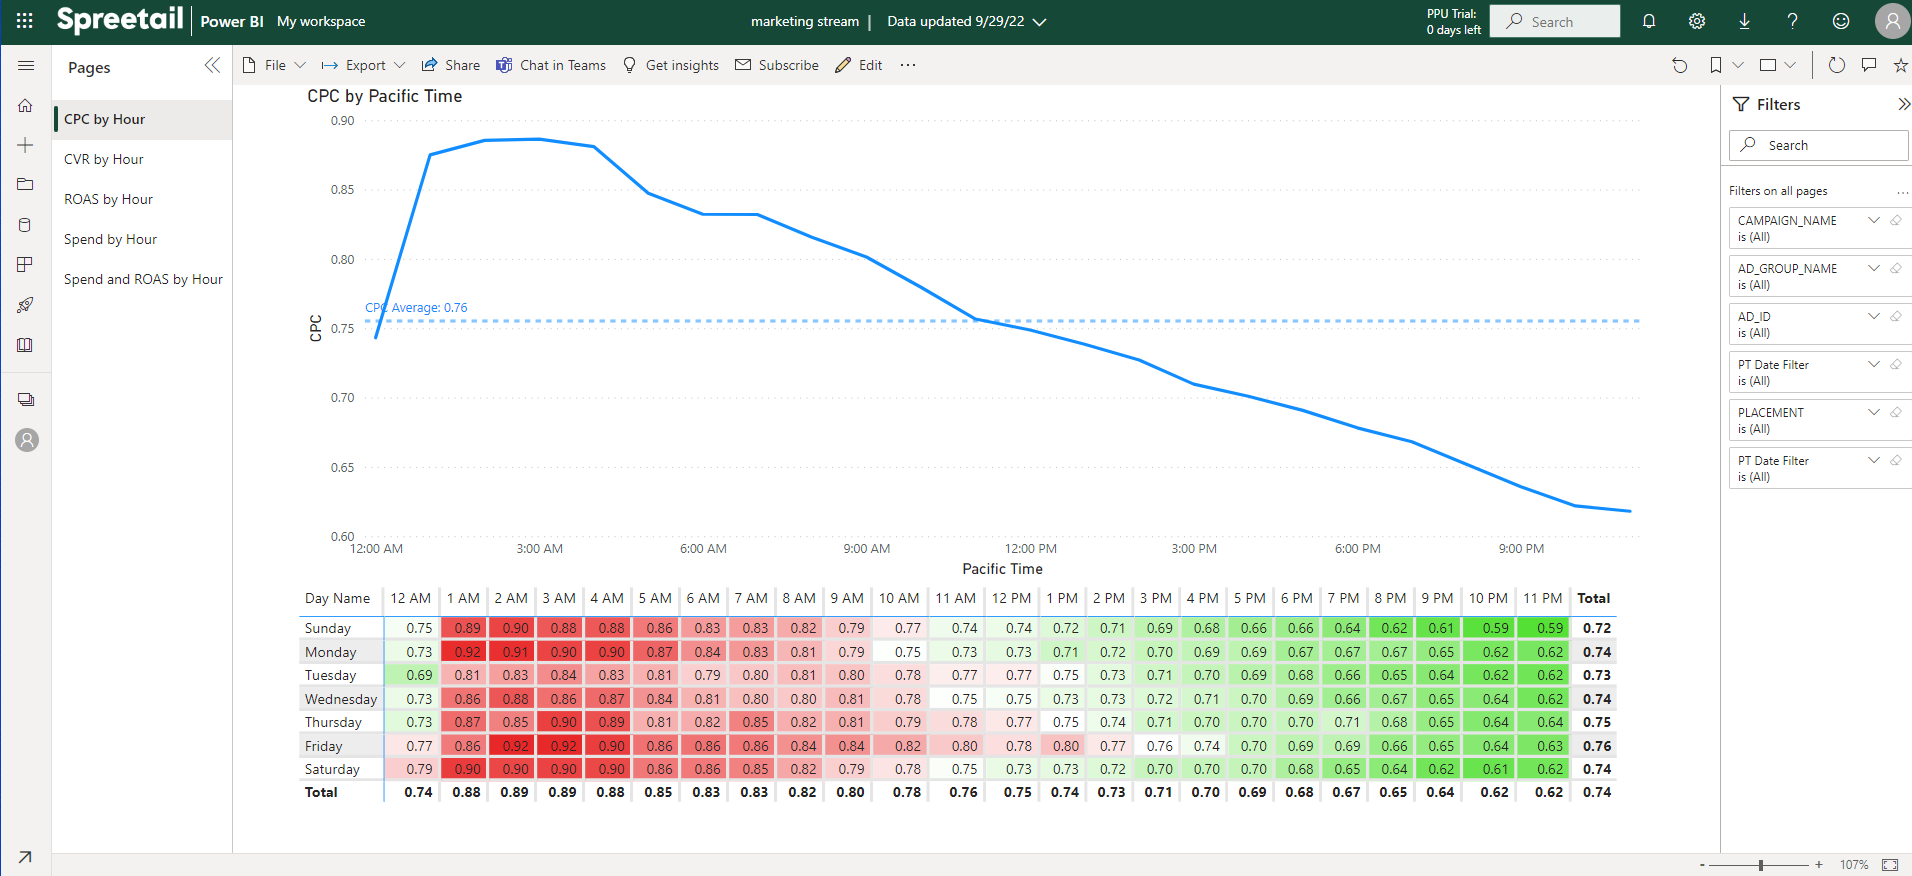 Spreetail Power BI My workspace marketing stream | Data updated 9/29/22 PPU Trial: 0 days left Search
Pages
CPC by Hour
CVR by Hour
ROAS by Hour
Spend by Hour
Spend and ROAS by Hour
File Export Share Chat in Teams Get insights Subscribe Edit ...
CPC by Pacific Time
0.90
0.85
0.80
CPC Average: 0.76
0.75
0.70
0.65
0.60
CPC
12:00 AM 3:00 AM 6:00 AM 9:00 AM 12:00 PM 3:00 PM 6:00 PM 9:00 PM
Pacific Time
Day Name 12 AM 1 AM 2 AM 3 AM 4 AM 5 AM 6 AM 7 AM 8 AM 9 AM 10 AM 11 AM 12 PM 1 PM 2 PM 3 PM 4 PM 5 PM 6 PM 7 PM 8 PM 9 PM 10 PM 11 PM Total
Sunday 0.75 0.89 0.90 0.88 0.88 0.86 0.83 0.83 0.82 0.79 0.77 0.74 0.74 0.72 0.71 0.69 0.68 0.66 0.66 0.64 0.62 0.61 0.59 0.59 0.72
Monday 0.73 0.92 0.91 0.90 0.90 0.87 0.84 0.83 0.81 0.79 0.75 0.73 0.73 0.71 0.72 0.70 0.69 0.69 0.67 0.67 0.67 0.65 0.62 0.62 0.74
Tuesday 0.69 0.81 0.83 0.84 0.83 0.81 0.79 0.80 0.81 0.80 0.78 0.77 0.77 0.75 0.73 0.71 0.70 0.69 0.68 0.66 0.65 0.64 0.62 0.62 0.73
Wednesday 0.73 0.86 0.88 0.86 0.87 0.84 0.81 0.80 0.80 0.81 0.78 0.75 0.75 0.73 0.73 0.72 0.71 0.70 0.69 0.66 0.67 0.65 0.64 0.62 0.74
Thursday 0.73 0.87 0.85 0.90 0.89 0.81 0.82 0.85 0.82 0.81 0.79 0.78 0.77 0.75 0.74 0.71 0.70 0.70 0.70 0.71 0.68 0.65 0.64 0.64 0.75
Friday 0.77 0.86 0.92 0.92 0.90 0.86 0.86 0.86 0.84 0.84 0.82 0.80 0.78 0.80 0.77 0.76 0.74 0.70 0.69 0.69 0.66 0.65 0.64 0.63 0.76
Saturday 0.79 0.90 0.90 0.90 0.90 0.86 0.86 0.85 0.82 0.79 0.78 0.75 0.73 0.73 0.72 0.70 0.70 0.70 0.68 0.65 0.64 0.62 0.61 0.62 0.74
Total 0.74 0.88 0.89 0.89 0.88 0.85 0.83 0.83 0.82 0.80 0.78 0.76 0.75 0.74 0.73 0.71 0.70 0.69 0.68 0.67 0.65 0.64 0.62 0.62 0.74
Filters
Search
Filters on all pages ...
CAMPAIGN_NAME
is (All)
AD_GROUP_NAME
is (All)
AD_ID
is (All)
PT Date Filter
is (All)
PLACEMENT
is (All)
PT Date Filter
is (All)
- + 107%